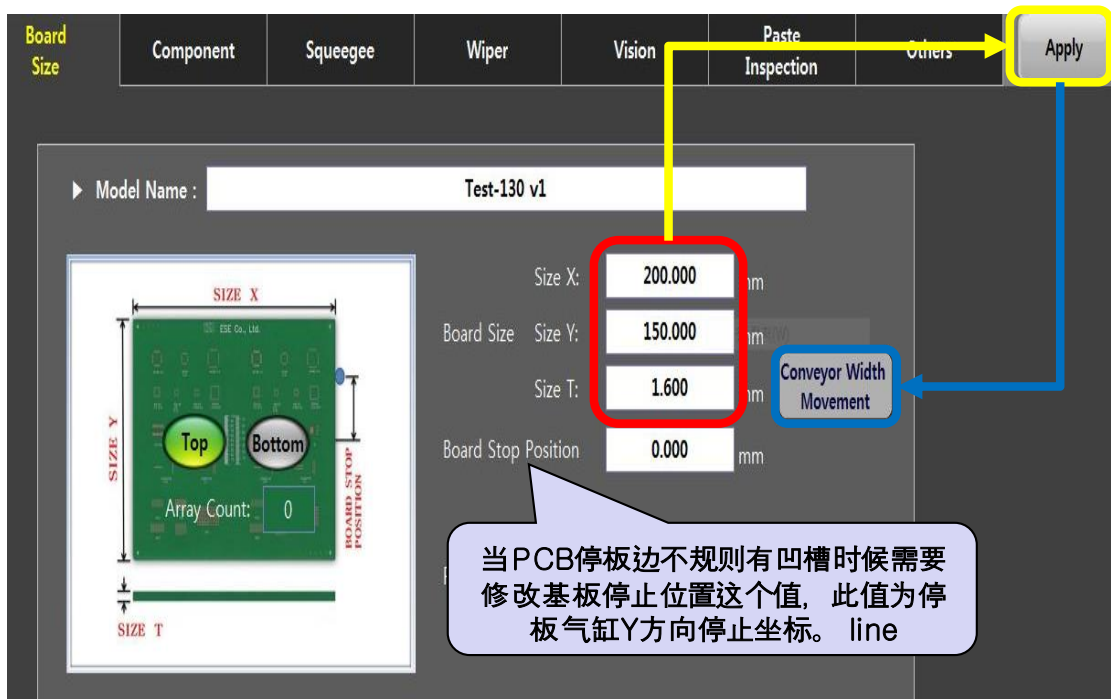 Board
Size
Component
Squeegee
Wiper
Vision
Paste
Inspection
Others
Apply
Model Name :
Test-130 v1
SIZE X
ESE Co., Ltd.
SIZE Y
Top
Bottom
Array Count:
0
BOARD STOP
POSITION
SIZE T
Size X:
200.000
mm
Board Size
Size Y:
150.000
mm
Size T:
1.600
mm
Conveyor Width
Movement
Board Stop Position
0.000
mm
当PCB停板边不规则有凹槽时候需要
修改基板停止位置这个值，此值为停
板气缸Y方向停止坐标。 line